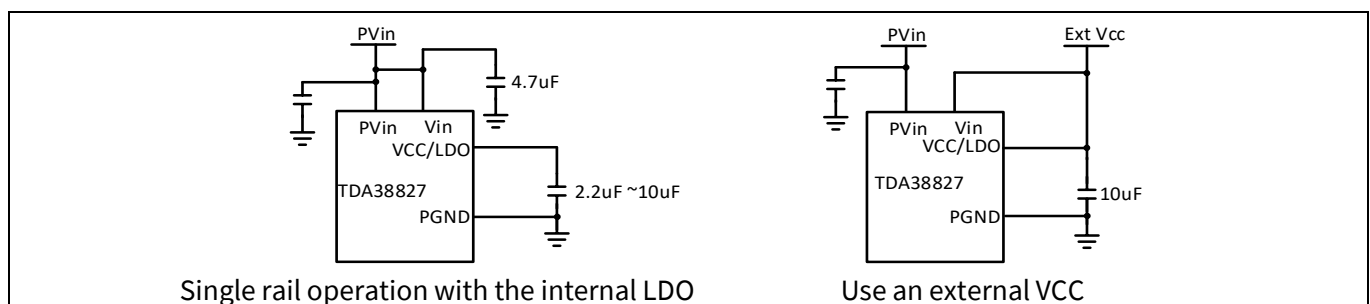 PVin
4.7uF
PVin Vin
VCC/LDO
TDA38827
2.2uF ~10uF
PGND
Single rail operation with the internal LDO
PVin Ext Vcc
PVin Vin
VCC/LDO
TDA38827
10uF
PGND
Use an external VCC